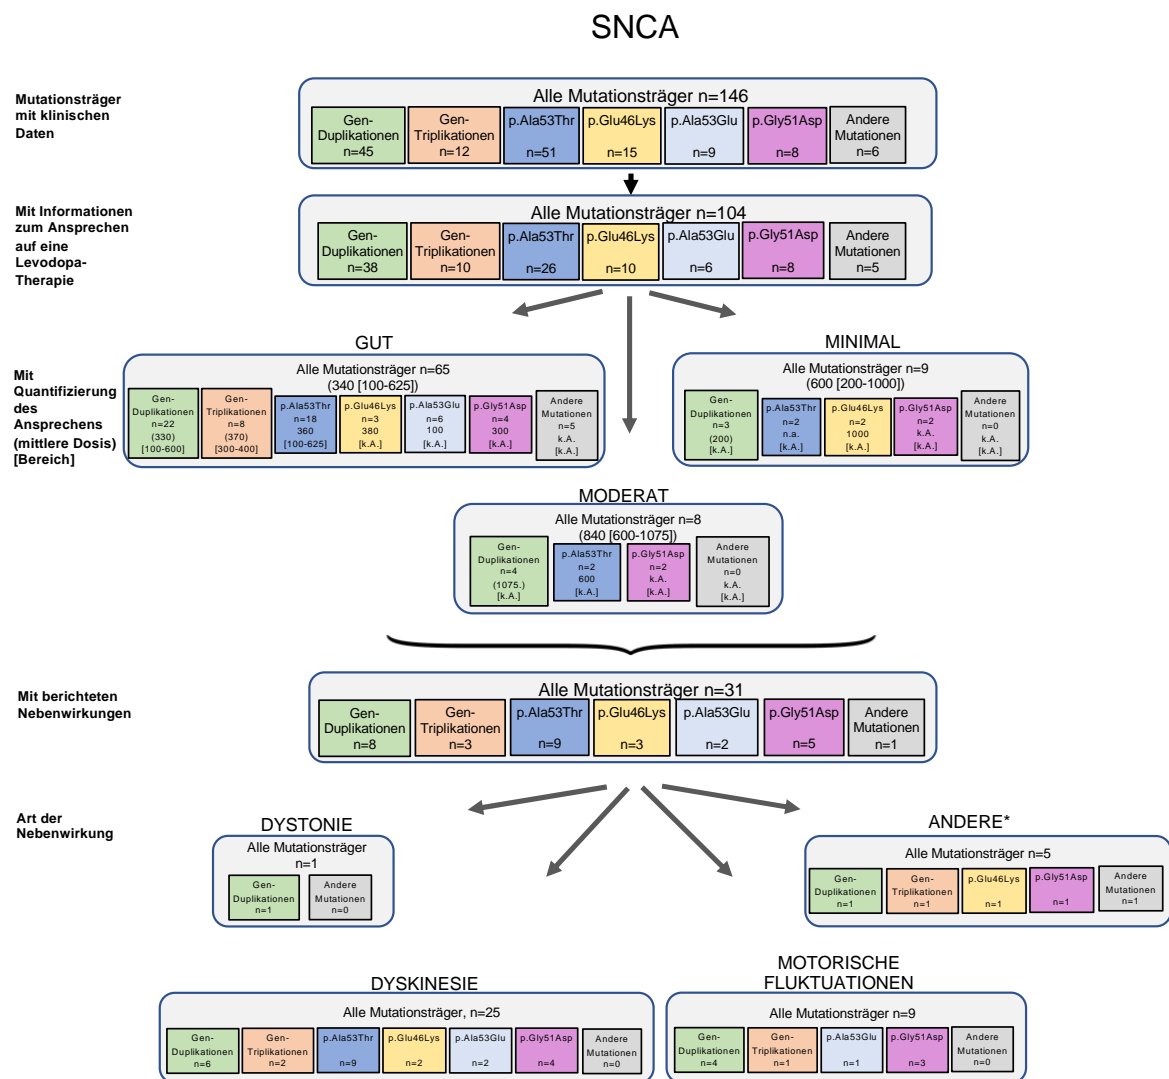 SNCA
Mutationsträger
mit klinischen
Daten
Alle Mutationsträger n=146
Gen-
Duplikationen
n=45
Gen-
Triplikationen
n=12
p.Ala53Thr
n=51
p.Glu46Lys
n=15
p.Ala53Glu
n=9
p.Gly51Asp
n=8
Andere
Mutationen
n=6
Mit Informationen
zum Ansprechen
auf eine
Levodopa-
Therapie
Alle Mutationsträger n=104
Gen-
Duplikationen
n=38
Gen-
Triplikationen
n=10
p.Ala53Thr
n=26
p.Glu46Lys
n=10
p.Ala53Glu
n=6
p.Gly51Asp
n=8
Andere
Mutationen
n=5
Mit
Quantifizierung
des
Ansprechens
(mittlere Dosis)
[Bereich]
GUT
Alle Mutationsträger n=65
(340 [100-625])
Gen-
Duplikationen
n=22
(330)
[100-600]
Gen-
Triplikationen
n=8
(370)
[300-400]
p.Ala53Thr
n=18
360
[100-625]
p.Glu46Lys
n=3
380
[k.A.]
p.Ala53Glu
n=6
100
[k.A.]
p.Gly51Asp
n=4
300
[k.A.]
Andere
Mutationen
n=5
k.A.
[k.A.]
MINIMAL
Alle Mutationsträger n=9
(600 [200-1000])
Gen-
Duplikationen
n=3
(200)
[k.A.]
p.Ala53Thr
n=2
n.a.
[k.A.]
p.Glu46Lys
n=2
1000
[k.A.]
p.Gly51Asp
n=2
k.A.
[k.A.]
Andere
Mutationen
n=0
k.A.
[k.A.]
MODERAT
Alle Mutationsträger n=8
(840 [600-1075])
Gen-
Duplikationen
n=4
(1075.)
[k.A.]
p.Ala53Thr
n=2
600
[k.A.]
p.Gly51Asp
n=2
k.A.
[k.A.]
Andere
Mutationen
n=0
k.A.
[k.A.]
Mit berichteten
Nebenwirkungen
Alle Mutationsträger n=31
Gen-
Duplikationen
n=8
Gen-
Triplikationen
n=3
p.Ala53Thr
n=9
p.Glu46Lys
n=3
p.Ala53Glu
n=2
p.Gly51Asp
n=5
Andere
Mutationen
n=1
Art der
Nebenwirkung
DYSTONIE
Alle Mutationsträger
n=1
Gen-
Duplikationen
n=1
Andere
Mutationen
n=0
ANDERE*
Alle Mutationsträger n=5
Gen-
Duplikationen
n=1
Gen-
Triplikationen
n=1
p.Glu46Lys
n=1
p.Gly51Asp
n=1
Andere
Mutationen
n=1
DYSKINESIE
Alle Mutationsträger, n=25
Gen-
Duplikationen
n=6
Gen-
Triplikationen
n=2
p.Ala53Thr
n=9
p.Glu46Lys
n=2
p.Ala53Glu
n=2
p.Gly51Asp
n=4
Andere
Mutationen
n=0
MOTORISCHE
FLUKTUATIONEN
Alle Mutationsträger n=9
Gen-
Duplikationen
n=4
Gen-
Triplikationen
n=1
p.Ala53Glu
n=1
p.Gly51Asp
n=3
Andere
Mutationen
n=0